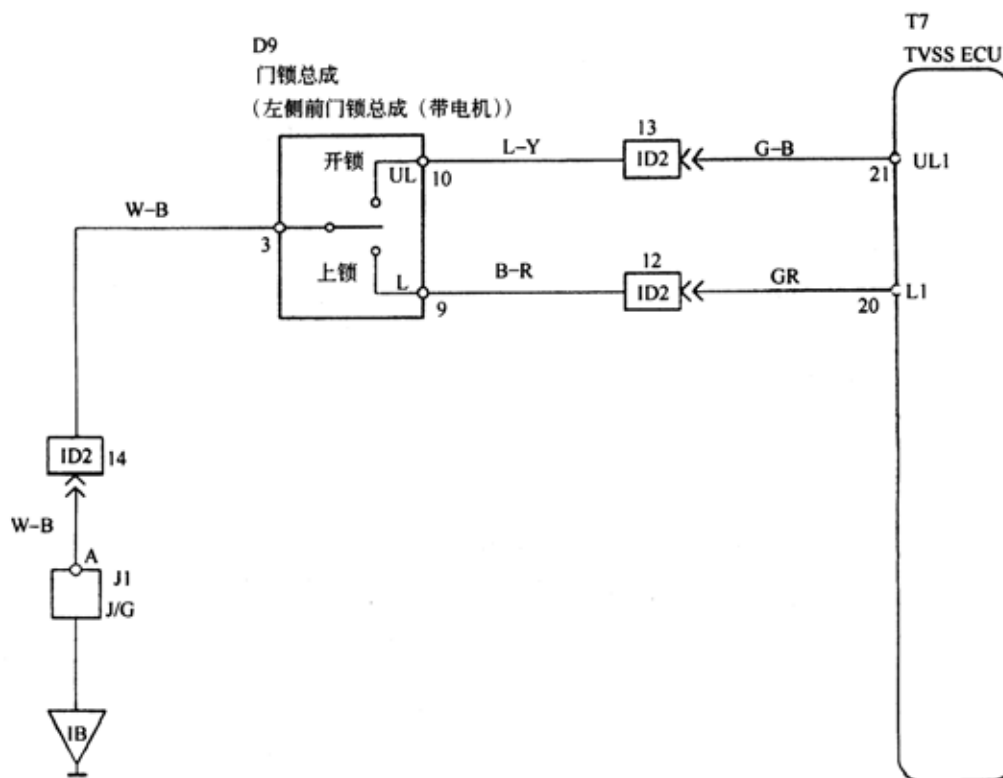 T7
TVSS ECU
D9
门锁总成
(左侧前门锁总成（带电机）)
开锁
UL
10
L-Y
13
ID2
G-B
21
UL1
W-B
3
上锁
L
9
B-R
12
ID2
GR
20
L1
ID2
14
W-B
A
J1
J/G
IB